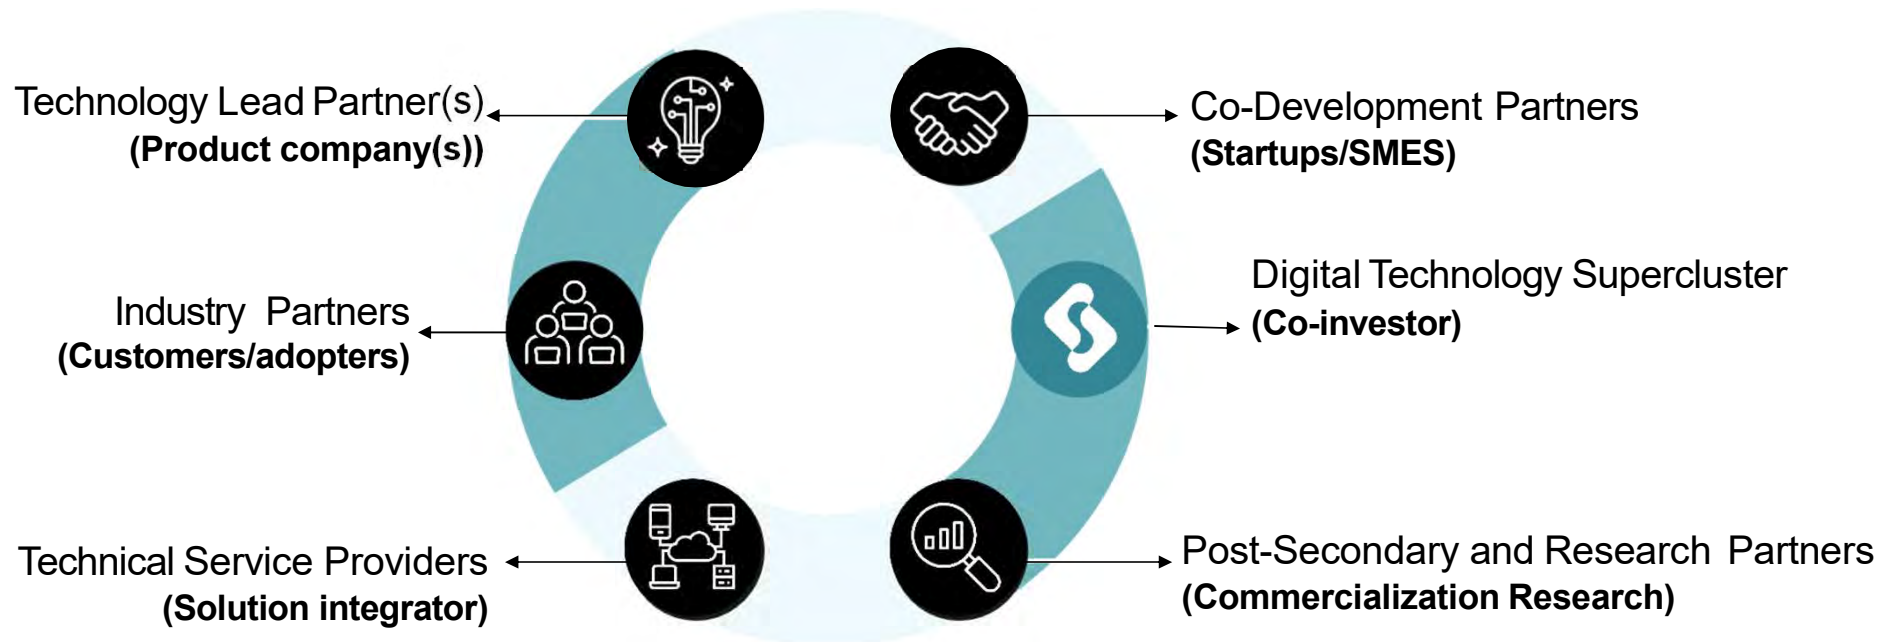 Technology Lead Partner(s)
(Product company(s))
Co-Development Partners
(Startups/SMES)
Industry Partners
(Customers/adopters)
Digital Technology Supercluster
(Co-investor)
Technical Service Providers
(Solution integrator)
Post-Secondary and Research Partners
(Commercialization Research)